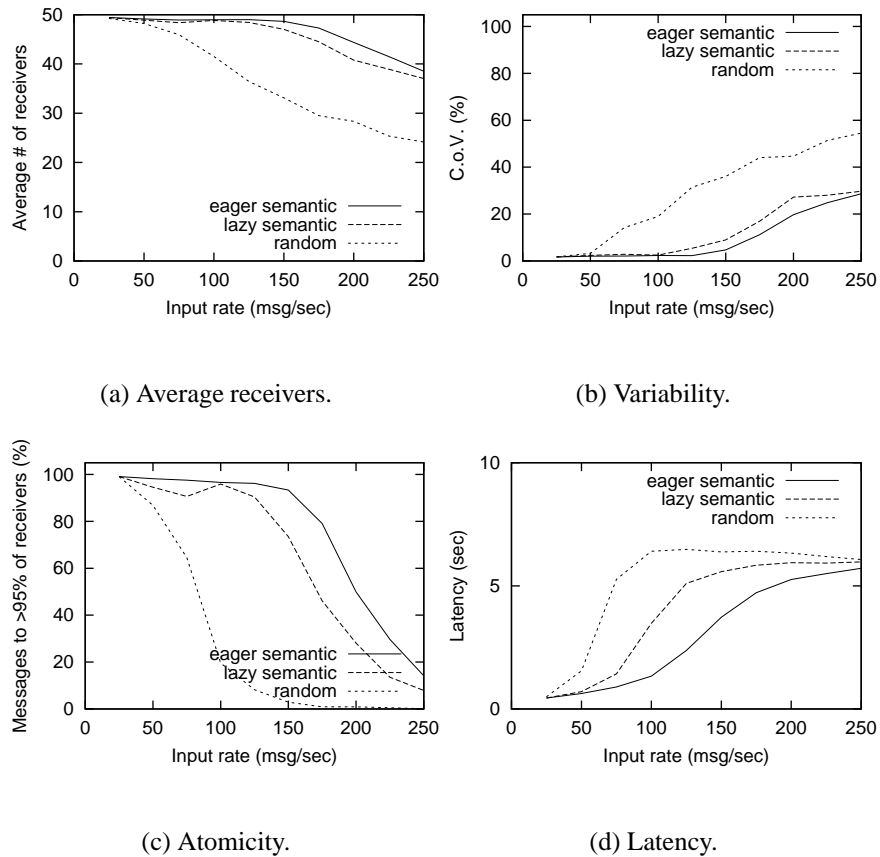 50
40
30
20
10
0
0 50 100 150 200 250
Average # of receivers
Input rate (msg/sec)
eager semantic
lazy semantic
random
(a) Average receivers.
100
80
60
40
20
0
0 50 100 150 200 250
C.o.V. (%)
Input rate (msg/sec)
eager semantic
lazy semantic
random
(b) Variability.
100
80
60
40
20
0
0 50 100 150 200 250
Messages to >95% of receivers (%)
Input rate (msg/sec)
eager semantic
lazy semantic
random
(c) Atomicity.
10
5
0
0 50 100 150 200 250
Latency (sec)
Input rate (msg/sec)
eager semantic
lazy semantic
random
(d) Latency.